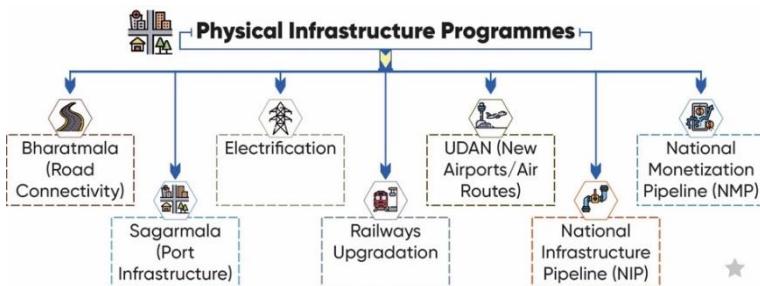 Physical Infrastructure Programmes
Bharatmala
(Road
Connectivity)
Sagarmala
(Port
Infrastructure)
Electrification
Railways
Upgradation
UDAN (New
Airports/Air
Routes)
National
Infrastructure
Pipeline (NIP)
National
Monetization
Pipeline (NMP)